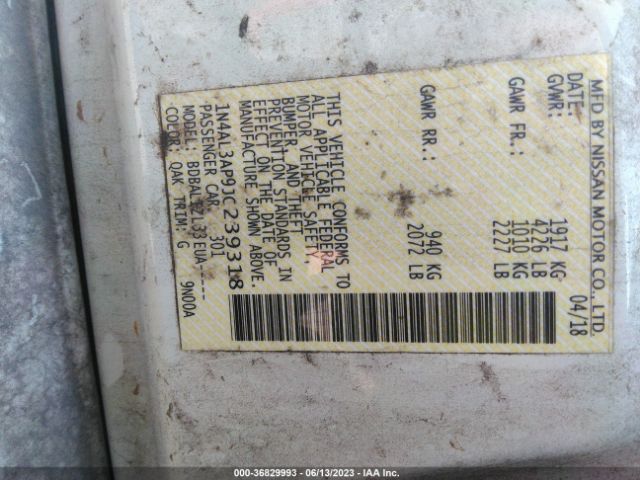 MFD BY NISSAN MOTOR CO., LTD.
DATE: 04/18
GVWR: 1917 KG
4226 LB
GAWR FR.: 1010 KG
2227 LB
GAWR RR.: 940 KG
2072 LB
THIS VEHICLE CONFORMS TO
ALL APPLICABLE FEDERAL
MOTOR VEHICLE SAFETY,
BUMPER, AND THEFT
PREVENTION STANDARDS IN
EFFECT ON THE DATE OF
MANUFACTURE SHOWN ABOVE.
1N4AL3AP9JC239318
PASSENGER CAR 301
MODEL: BDBALVZL33EUA-----
COLOR: QAK TRIM: G 9N00A
000-36829993 - 06/13/2023 - IAA Inc.